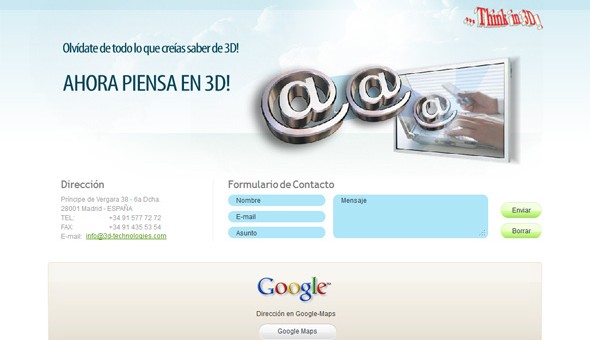 ...Think in 3D!
Olvídate de todo lo que creías saber de 3D!
AHORA PIENSA EN 3D!
@ @ @
Dirección
Príncipe de Vergara 38 - 6a Dcha.
28001 Madrid - ESPAÑA
TEL: +34 91 577 72 72
FAX: +34 91 435 53 54
E-mail: info@3d-technologies.com
Formulario de Contacto
Nombre
E-mail
Asunto
Mensaje
Enviar
Borrar
Google™
Dirección en Google-Maps
Google Maps